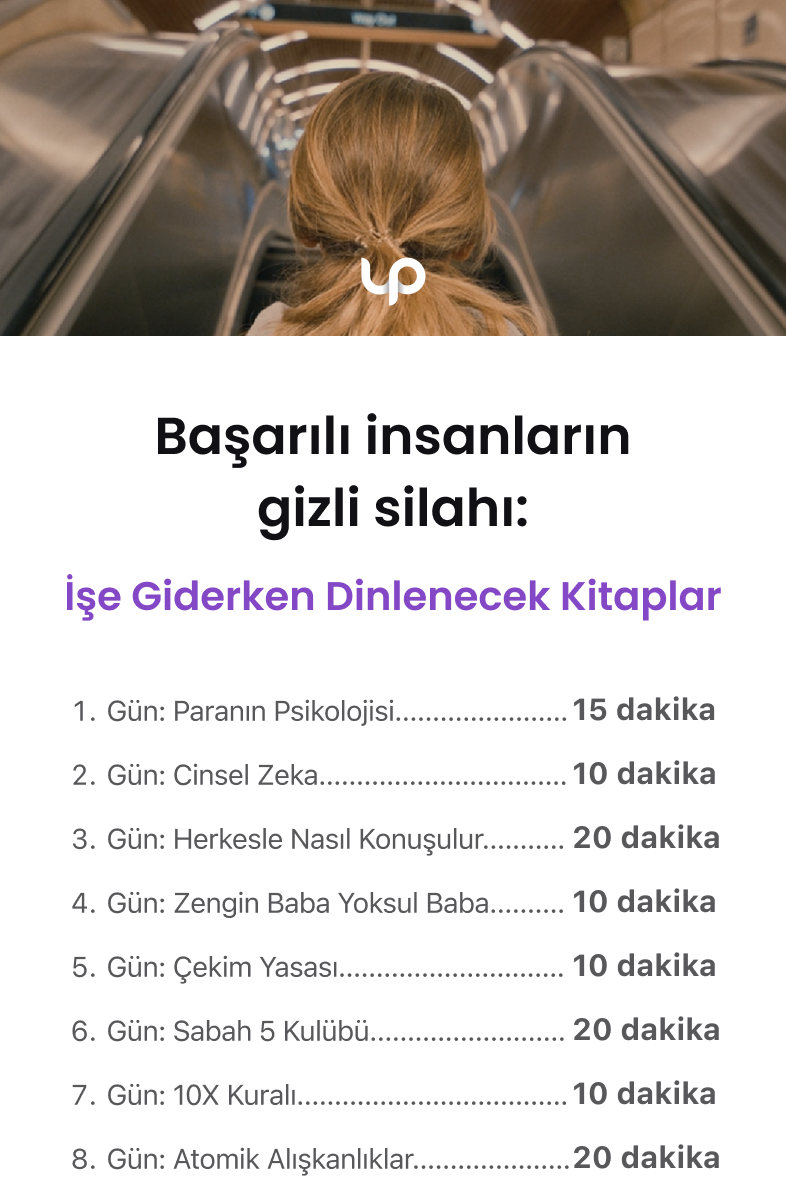 Way Out
Başarılı insanların
gizli silahı:
İşe Giderken Dinlenecek Kitaplar
1. Gün: Paranın Psikolojisi..................... 15 dakika
2. Gün: Cinsel Zeka.............................. 10 dakika
3. Gün: Herkesle Nasıl Konuşulur.......... 20 dakika
4. Gün: Zengin Baba Yoksul Baba......... 10 dakika
5. Gün: Çekim Yasası........................... 10 dakika
6. Gün: Sabah 5 Kulübü........................ 20 dakika
7. Gün: 10X Kuralı................................. 10 dakika
8. Gün: Atomik Alışkanlıklar................... 20 dakika